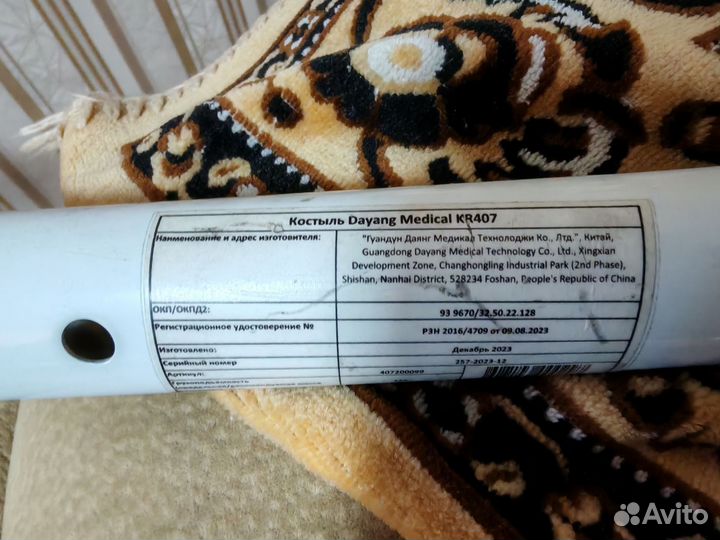 Костыль Dayang Medical KR407
Наименование и адрес изготовителя:
"Гуандун Даянг Медикал Технолоджи Ко., Лтд.", Китай,
Guangdong Dayang Medical Technology Co., Ltd., Xingxian
Development Zone, Changhongling Industrial Park (2nd Phase),
Shishan, Nanhai District, 528234 Foshan, People's Republic of China
ОКП/ОКПД2: 93 9670/32.50.22.128
Регистрационное удостоверение № РЗН 2016/4709 от 09.08.2023
Изготовлено: Декабрь 2023
Серийный номер 257-2023-12
Артикул: 407200099
Грузоподъемность
Avito